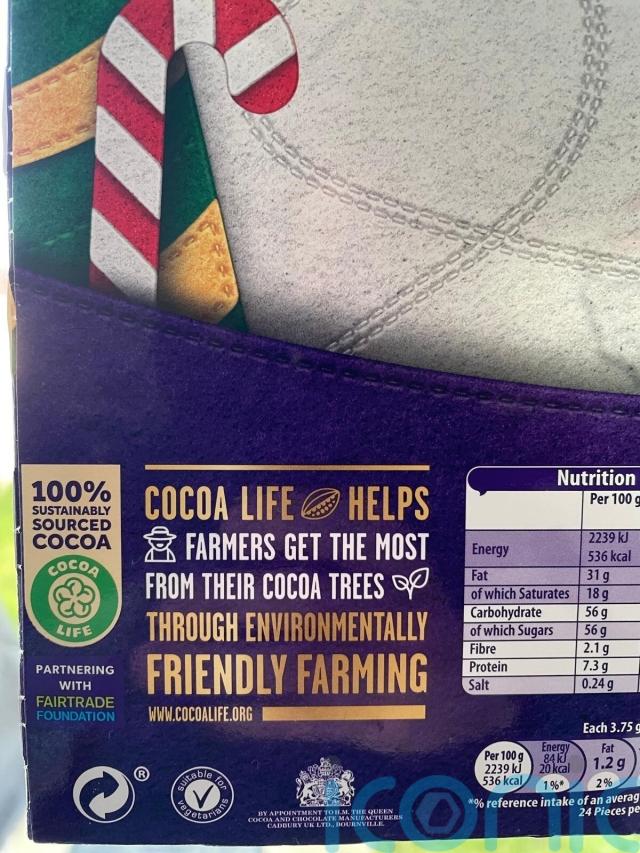 100%
SUSTAINABLY
SOURCED
COCOA
COCOA
LIFE
PARTNERING
WITH
FAIRTRADE
FOUNDATION
COCOA LIFE HELPS
FARMERS GET THE MOST
FROM THEIR COCOA TREES
THROUGH ENVIRONMENTALLY
FRIENDLY FARMING
WWW.COCOALIFE.ORG
Nutrition
Per 100 g
Energy 2239 kJ
536 kcal
Fat 31 g
of which Saturates 18 g
Carbohydrate 56 g
of which Sugars 56 g
Fibre 2.1 g
Protein 7.3 g
Salt 0.24 g
Each 3.75 g
Per 100 g
2239 kJ
536 kcal
Energy
84 kJ
20 kcal
1%*
Fat
1.2 g
2%
*% reference intake of an averag
24 Pieces pe
®
suitable for
vegetarians
BY APPOINTMENT TO H.M. THE QUEEN
COCOA AND CHOCOLATE MANUFACTURERS
CADBURY UK LTD., BOURNVILLE.
iconic